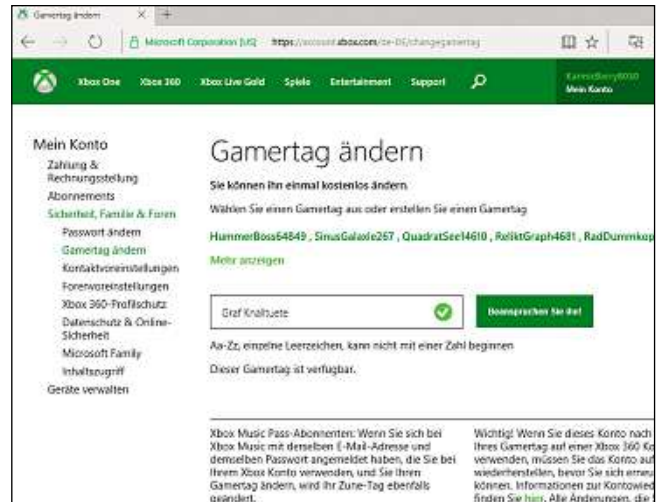 Gamertag ändern
Microsoft Corporation [US] https://account.xbox.com/de-DE/changegamertag
Xbox One Xbox 360 Xbox Live Gold Spiele Entertainment Support
Mein Konto
Mein Konto
Zahlung &
Rechnungsstellung
Abonnements
Sicherheit, Familie & Foren
Passwort ändern
Gamertag ändern
Kontaktvoreinstellungen
Forenvoreinstellungen
Xbox 360-Profilschutz
Datenschutz & Online-
Sicherheit
Microsoft Family
Inhaltszugriff
Geräte verwalten
Gamertag ändern
Sie können ihn einmal kostenlos ändern.
Wählen Sie einen Gamertag aus oder erstellen Sie einen Gamertag
HummerBoss64849 , SinusGalaxie267 , QuadratSee14610 , ReliktGraph4681 , RadDummkop
Mehr anzeigen
Graf Knalltuete
Beanspruchen Sie ihn!
Aa-Zz, einzelne Leerzeichen, kann nicht mit einer Zahl beginnen
Dieser Gamertag ist verfügbar.
Xbox Music Pass-Abonnenten: Wenn Sie sich bei
Xbox Music mit derselben E-Mail-Adresse und
demselben Passwort angemeldet haben, die Sie bei
Ihrem Xbox Konto verwenden, und Sie Ihren
Gamertag ändern, wird Ihr Zune-Tag ebenfalls
geändert.
Wichtig! Wenn Sie dieses Konto nach
Ihres Gamertag auf einer Xbox 360 Ko
verwenden, müssen Sie das Konto auf
wiederherstellen, bevor Sie sich erneu
können. Informationen zur Kontowied
finden Sie hier. Alle Änderungen, die